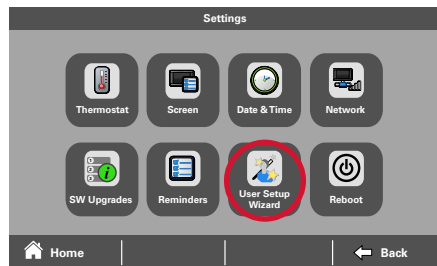 Settings
Thermostat
Screen
Date & Time
Network
SW Upgrades
Reminders
User Setup
Wizard
Reboot
Home
Back